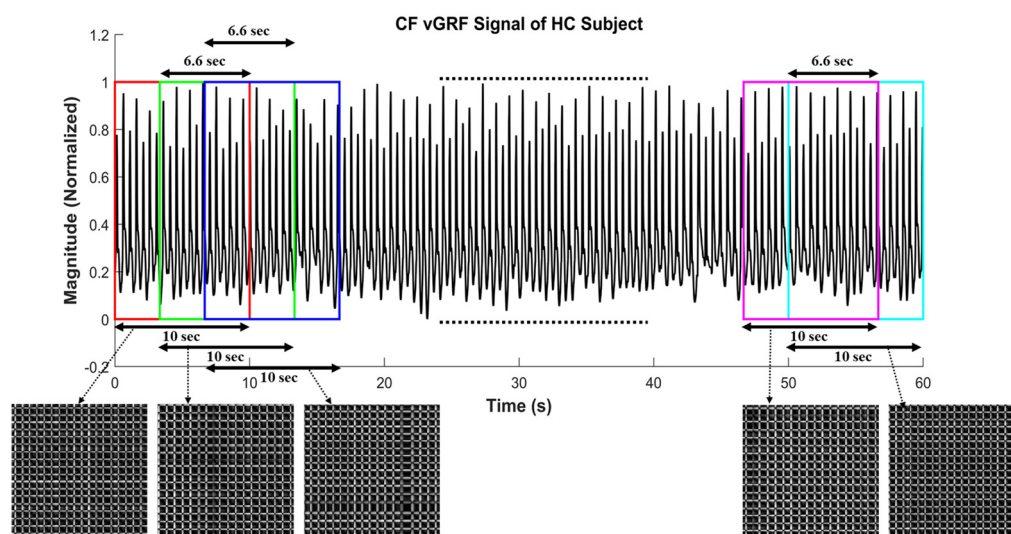 CF vGRF Signal of HC Subject
6.6 sec
6.6 sec
6.6 sec
1.2
1
0.8
0.6
0.4
0.2
0
-0.2
Magnitude (Normalized)
10 sec
10 sec
10 sec
10 sec
10 sec
0
10
20
30
40
50
60
Time (s)